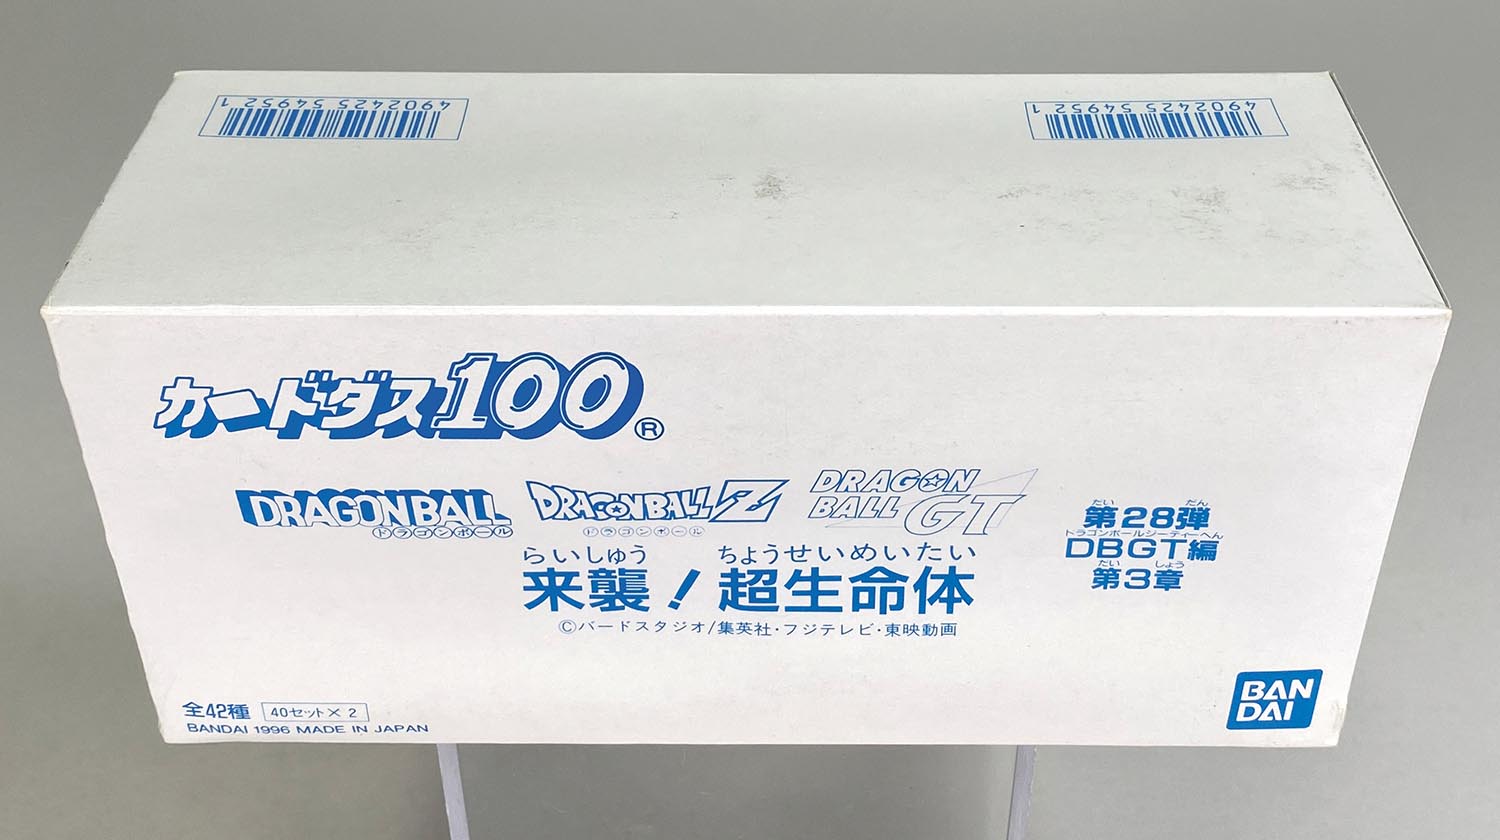 4902425 54952 1
4902425 54952 1
カードダス100®
DRAGON BALL
ドラゴンボール
DRAGON BALL Z
ドラゴンボール
DRAGON
BALL GT
だい だん
第28弾
ドラゴンボールジーティーへん
DBGT編
だい しょう
第3章
らいしゅう ちょうせいめいたい
来襲！超生命体
©バードスタジオ/集英社・フジテレビ・東映動画
全42種 40セット×2
BANDAI 1996 MADE IN JAPAN
BAN
DAI